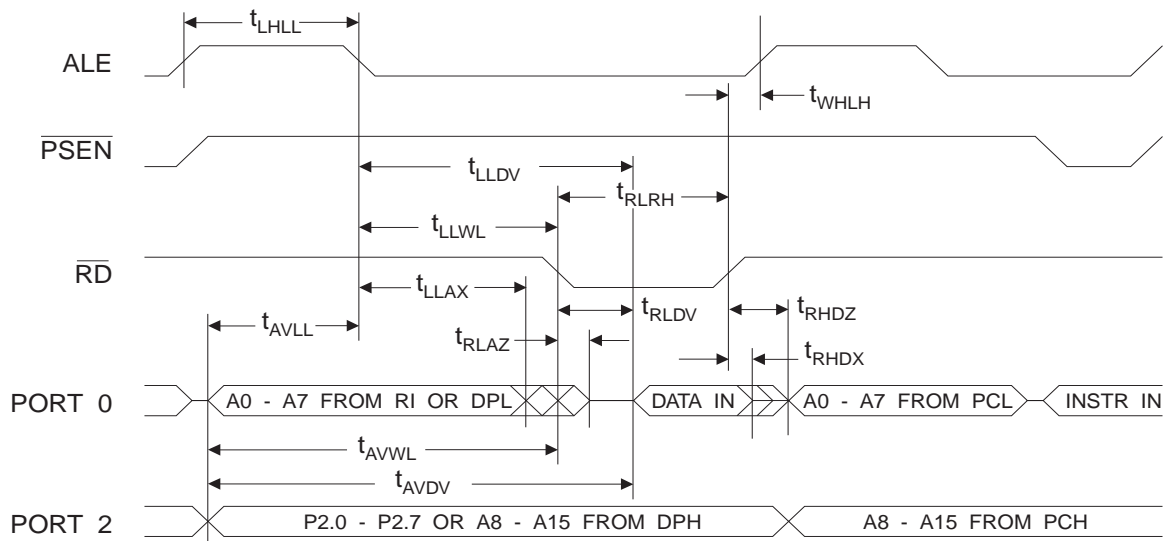 tLHLL
ALE
tWHLH
PSEN
tLLDV
tRLRH
tLLWL
RD
tLLAX
tRLDV
tRHDZ
tAVLL
tRLAZ
tRHDX
PORT 0
A0 - A7 FROM RI OR DPL
DATA IN
A0 - A7 FROM PCL
INSTR IN
tAVWL
tAVDV
PORT 2
P2.0 - P2.7 OR A8 - A15 FROM DPH
A8 - A15 FROM PCH